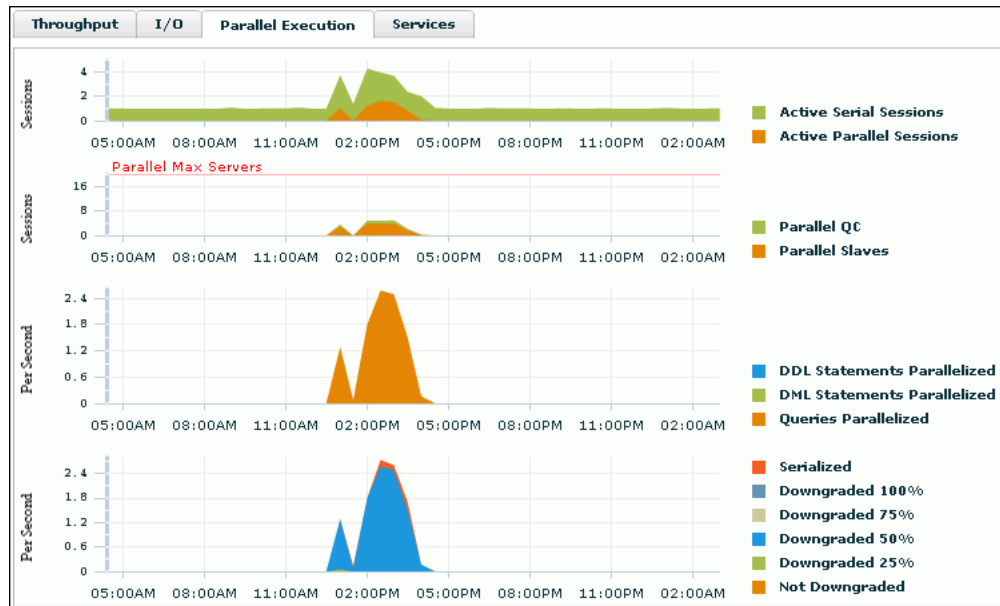 Throughput I/O Parallel Execution Services
Sessions
4
2
0
05:00AM 08:00AM 11:00AM 02:00PM 05:00PM 08:00PM 11:00PM 02:00AM
Active Serial Sessions
Active Parallel Sessions
Parallel Max Servers
Sessions
16
8
0
05:00AM 08:00AM 11:00AM 02:00PM 05:00PM 08:00PM 11:00PM 02:00AM
Parallel QC
Parallel Slaves
Per Second
2.4
1.8
1.2
0.6
0
05:00AM 08:00AM 11:00AM 02:00PM 05:00PM 08:00PM 11:00PM 02:00AM
DDL Statements Parallelized
DML Statements Parallelized
Queries Parallelized
Per Second
2.4
1.8
1.2
0.6
0
05:00AM 08:00AM 11:00AM 02:00PM 05:00PM 08:00PM 11:00PM 02:00AM
Serialized
Downgraded 100%
Downgraded 75%
Downgraded 50%
Downgraded 25%
Not Downgraded